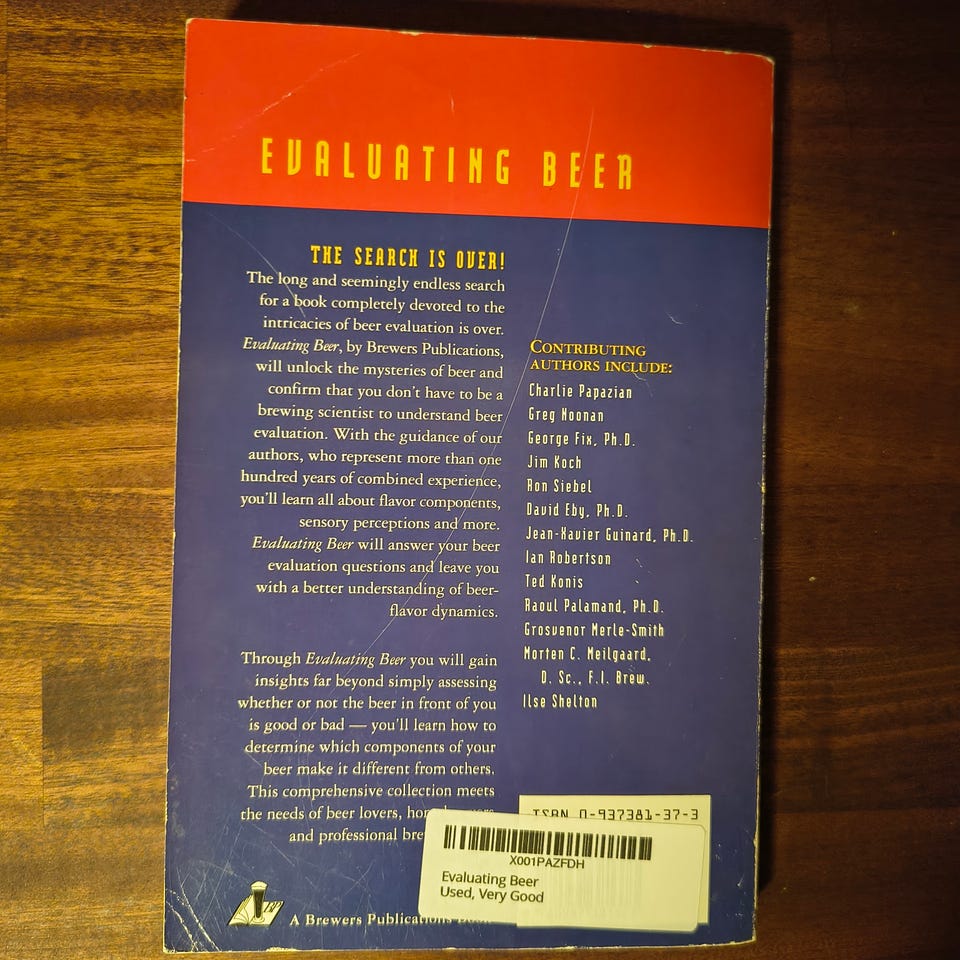 EVALUATING BEER
THE SEARCH IS OVER!
The long and seemingly endless search
for a book completely devoted to the
intricacies of beer evaluation is over.
Evaluating Beer, by Brewers Publications,
will unlock the mysteries of beer and
confirm that you don't have to be a
brewing scientist to understand beer
evaluation. With the guidance of our
authors, who represent more than one
hundred years of combined experience,
you'll learn all about flavor components,
sensory perceptions and more.
Evaluating Beer will answer your beer
evaluation questions and leave you
with a better understanding of beer-
flavor dynamics.
Through Evaluating Beer you will gain
insights far beyond simply assessing
whether or not the beer in front of you
is good or bad — you'll learn how to
determine which components of your
beer make it different from others.
This comprehensive collection meets
the needs of beer lovers,
and professional
CONTRIBUTING
AUTHORS INCLUDE:
Charlie Papazian
Greg Noonan
George Fix, Ph.D.
Jim Koch
Ron Siebel
David Eby, Ph.D.
Jean-Xavier Guinard, Ph.D.
Ian Robertson
Ted Konis
Raoul Palamand, Ph.D.
Grosvenor Merle-Smith
Morten C. Meilgaard,
D. Sc., F.I. Brew.
Ilse Shelton
ISBN 0-937381-37-3
X001PAZFDH
Evaluating Beer
Used, Very Good
A Brewers Publications